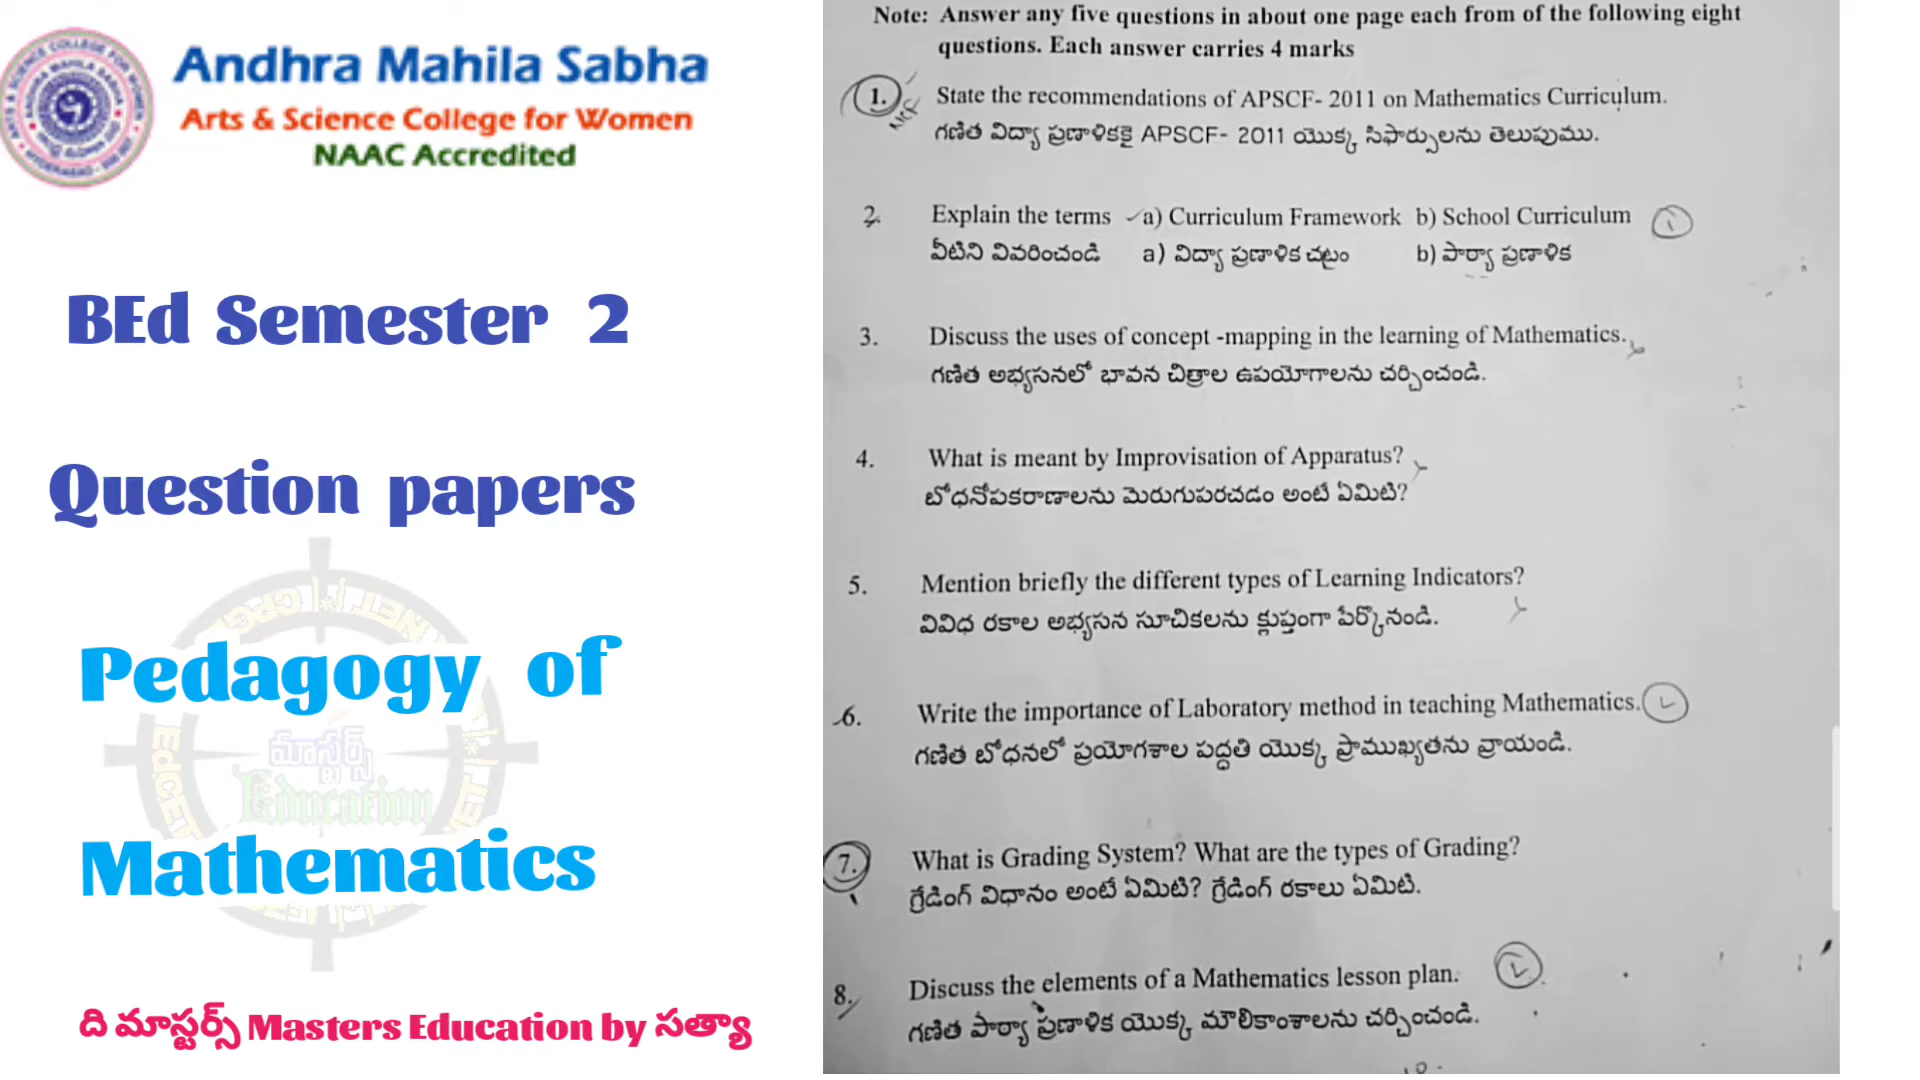 Andhra Mahila Sabha
Arts & Science College for Women
NAAC Accredited
BEd Semester 2
Question papers
Pedagogy of
Mathematics
మాస్టర్స్
Education
EdCET
ది మాస్టర్స్ Masters Education by సత్యా
Note: Answer any five questions in about one page each from of the following eight
questions. Each answer carries 4 marks
1. State the recommendations of APSCF- 2011 on Mathematics Curriculum.
NCF
గణిత విద్యా ప్రణాళికకై APSCF- 2011 యొక్క సిఫార్సులను తెలుపుము.
2. Explain the terms a) Curriculum Framework b) School Curriculum
వీటిని వివరించండి a) విద్యా ప్రణాళిక చట్రం b) పాఠ్యా ప్రణాళిక
3. Discuss the uses of concept -mapping in the learning of Mathematics.
గణిత అభ్యసనలో భావన చిత్రాల ఉపయోగాలను చర్చించండి.
4. What is meant by Improvisation of Apparatus?
బోధనోపకరాణాలను మెరుగుపరచడం అంటే ఏమిటి?
5. Mention briefly the different types of Learning Indicators?
వివిధ రకాల అభ్యసన సూచికలను క్లుప్తంగా పేర్కొనండి.
6. Write the importance of Laboratory method in teaching Mathematics.
గణిత బోధనలో ప్రయోగశాల పద్ధతి యొక్క ప్రాముఖ్యతను వ్రాయండి.
7. What is Grading System? What are the types of Grading?
గ్రేడింగ్ విధానం అంటే ఏమిటి? గ్రేడింగ్ రకాలు ఏమిటి.
8. Discuss the elements of a Mathematics lesson plan.
గణిత పాఠ్యా ప్రణాళిక యొక్క మౌలికాంశాలను చర్చించండి.